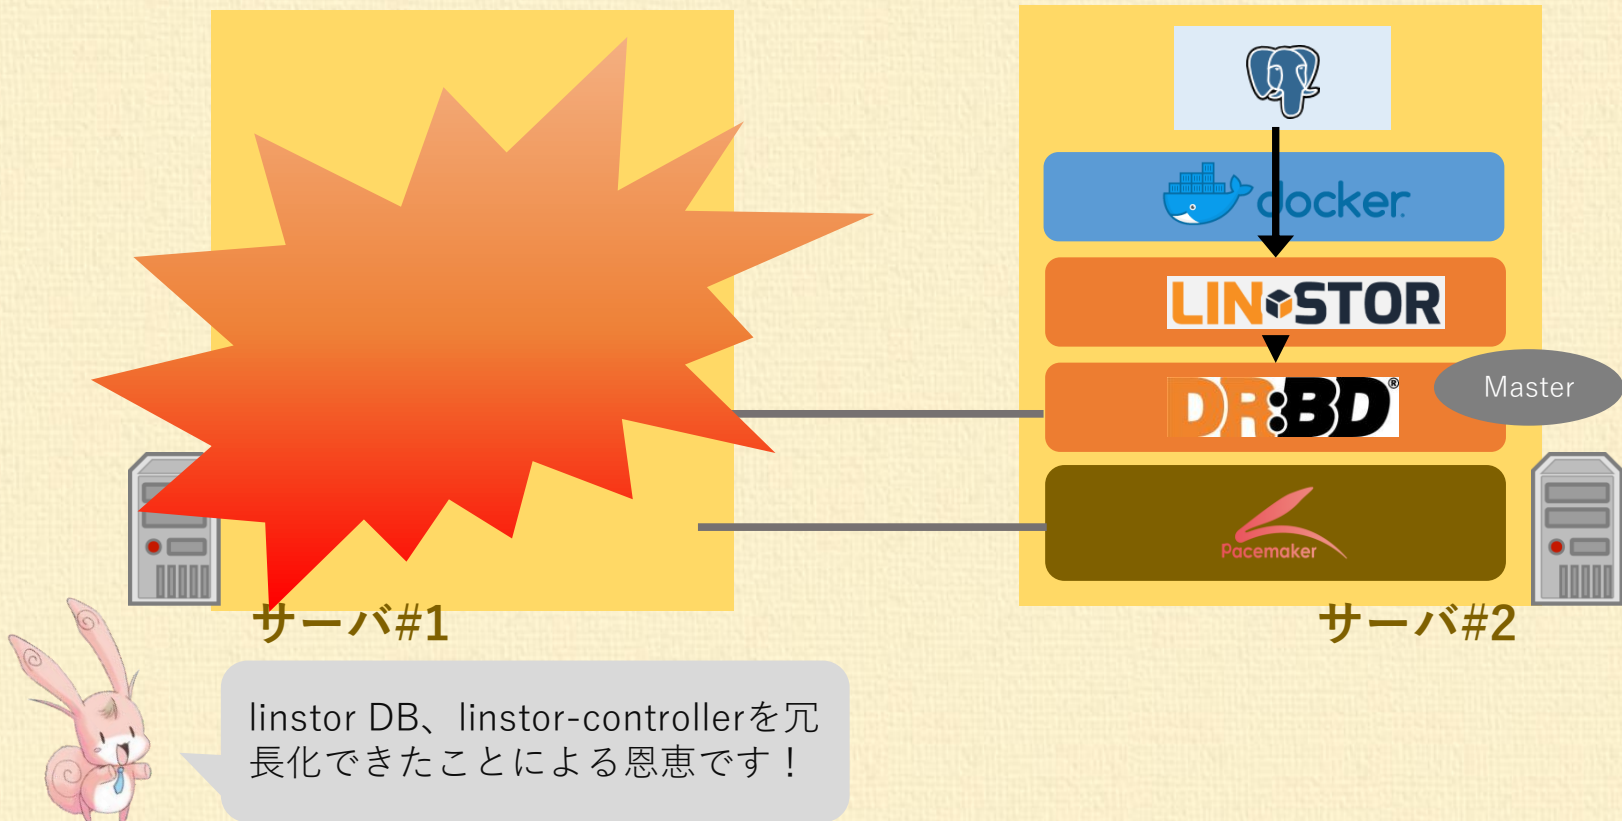 docker
LINSTOR
DRBD®
Master
Pacemaker
サーバ#1
サーバ#2
linstor DB、linstor-controllerを冗
長化できたことによる恩恵です！